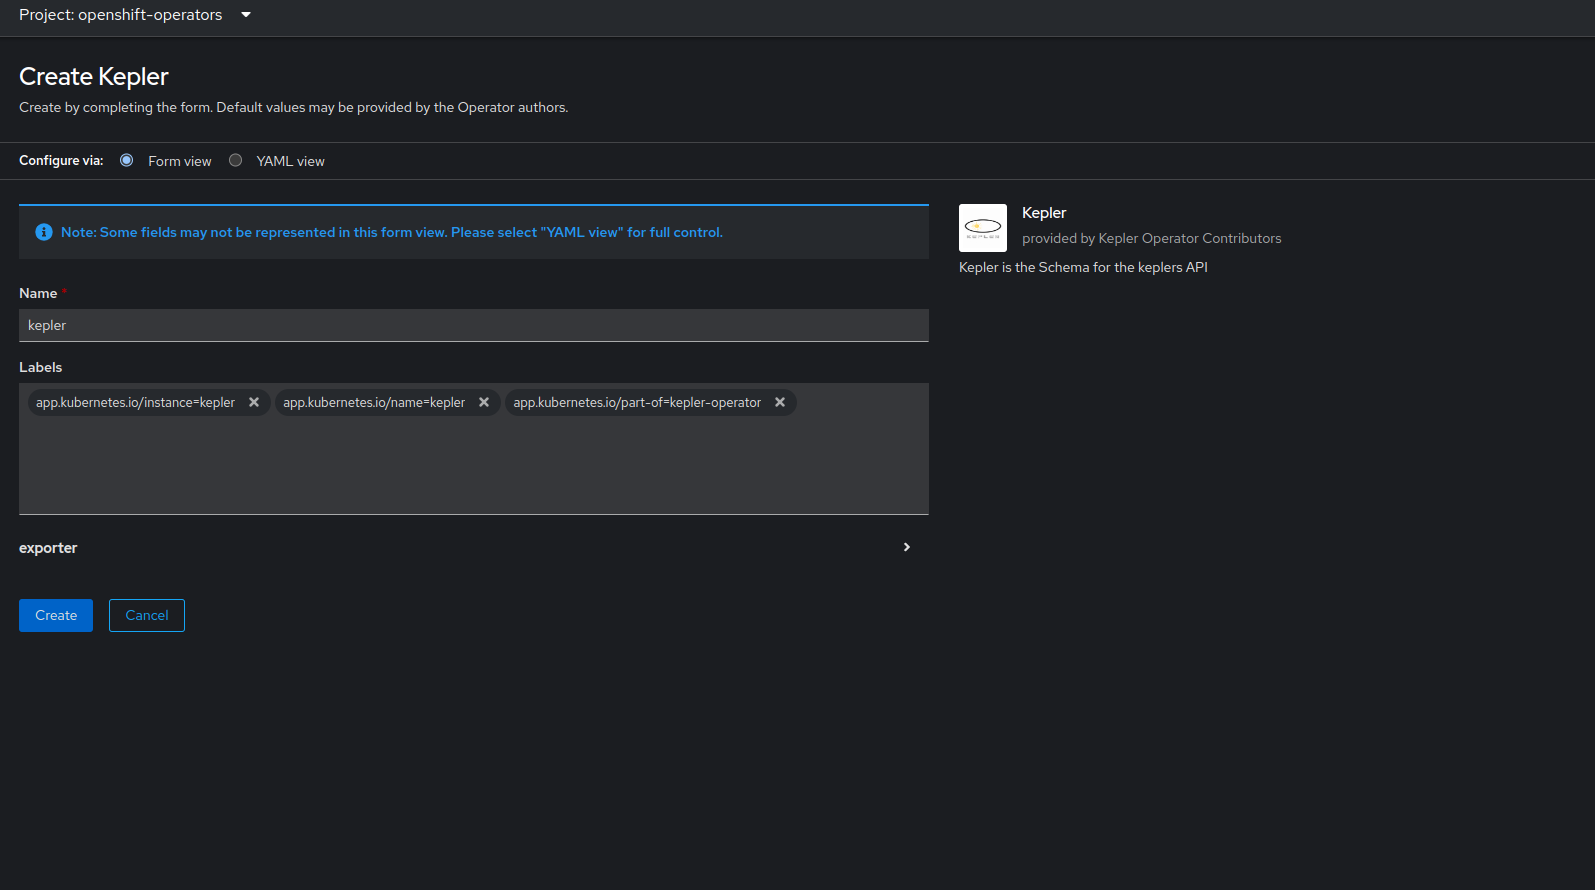 Project: openshift-operators
Create Kepler
Create by completing the form. Default values may be provided by the Operator authors.
Configure via: Form view YAML view
Note: Some fields may not be represented in this form view. Please select "YAML view" for full control.
Name *
kepler
Labels
app.kubernetes.io/instance=kepler app.kubernetes.io/name=kepler app.kubernetes.io/part-of=kepler-operator
exporter
Create Cancel
KEPLER
Kepler
provided by Kepler Operator Contributors
Kepler is the Schema for the keplers API